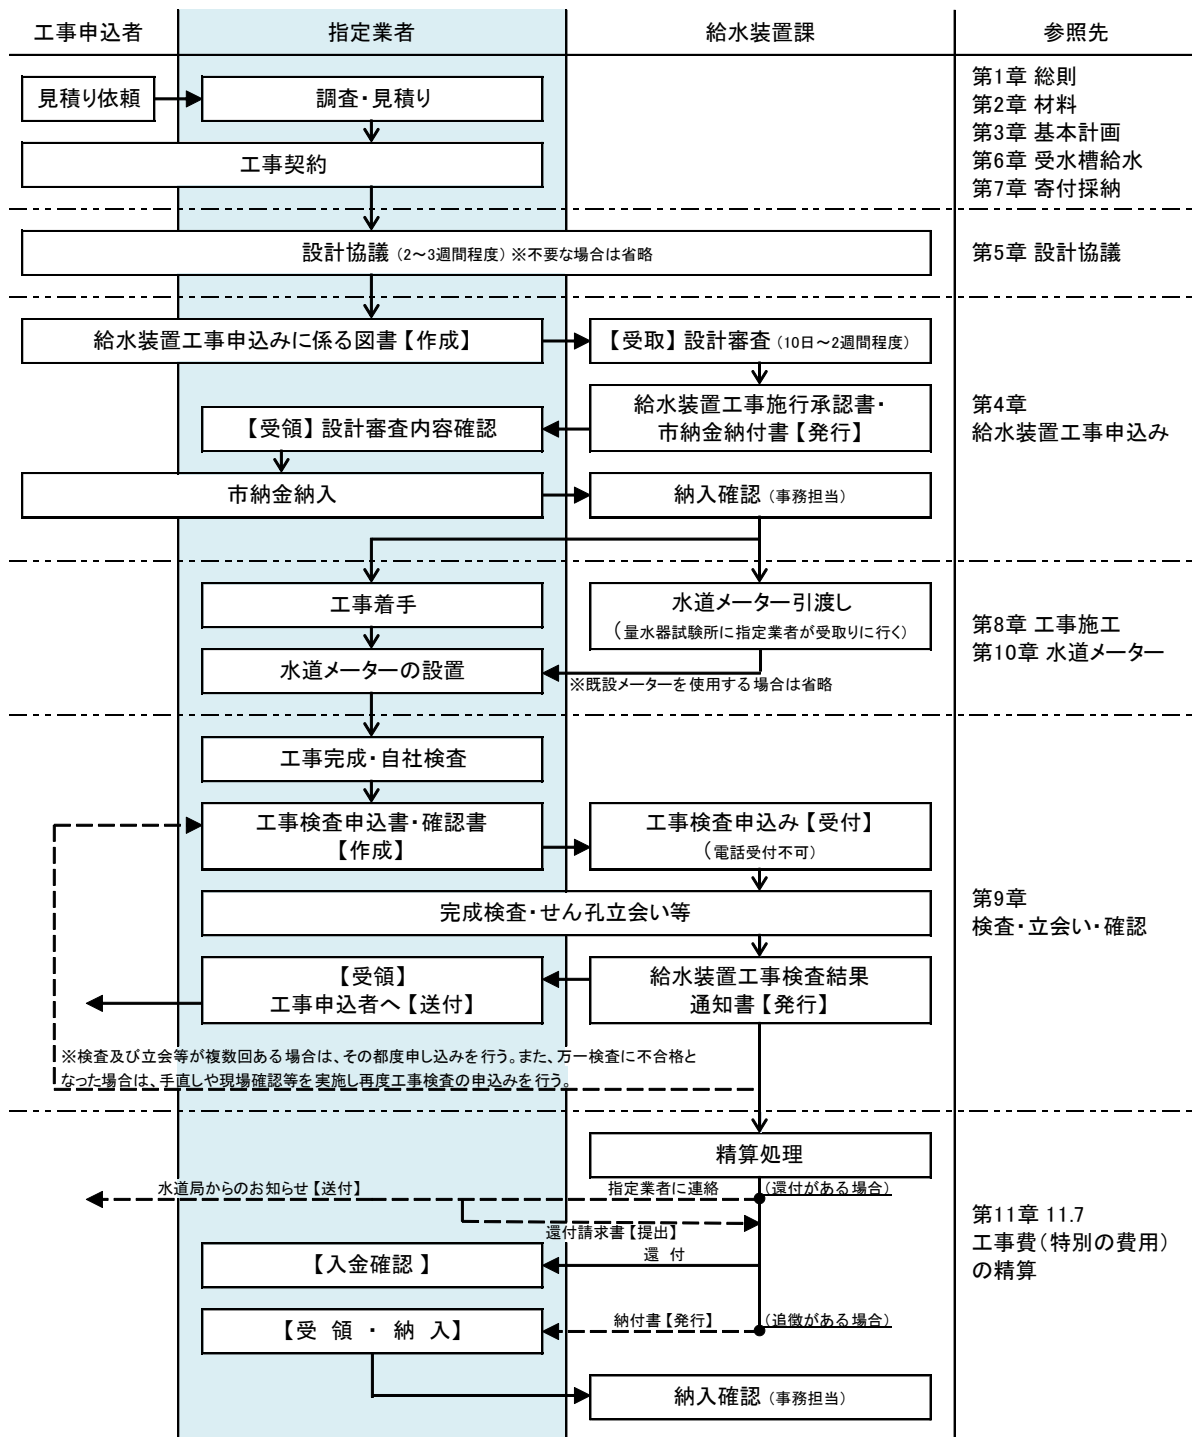 工事申込者
指定業者
給水装置課
参照先
見積り依頼
調査・見積り
工事契約
第1章 総則
第2章 材料
第3章 基本計画
第6章 受水槽給水
第7章 寄付採納
設計協議（2～3週間程度）※不要な場合は省略
第5章 設計協議
給水装置工事申込みに係る図書【作成】
【受取】設計審査（10日～2週間程度）
給水装置工事施行承認書・
市納金納付書【発行】
【受領】設計審査内容確認
市納金納入
納入確認（事務担当）
第4章
給水装置工事申込み
工事着手
水道メーター引渡し
（量水器試験所に指定業者が受取りに行く）
水道メーターの設置
※既設メーターを使用する場合は省略
第8章 工事施工
第10章 水道メーター
工事完成・自社検査
工事検査申込書・確認書
【作成】
工事検査申込み【受付】
（電話受付不可）
完成検査・せん孔立会い等
【受領】
工事申込者へ【送付】
給水装置工事検査結果
通知書【発行】
※検査及び立会等が複数回ある場合は、その都度申し込みを行う。また、万一検査に不合格と
なった場合は、手直しや現場確認等を実施し再度工事検査の申込みを行う。
第9章
検査・立会い・確認
精算処理
水道局からのお知らせ【送付】
指定業者に連絡
（還付がある場合）
還付請求書【提出】
還 付
【入金確認 】
納付書【発行】
（追徴がある場合）
【受 領 ・ 納 入】
納入確認（事務担当）
第11章 11.7
工事費（特別の費用）
の精算